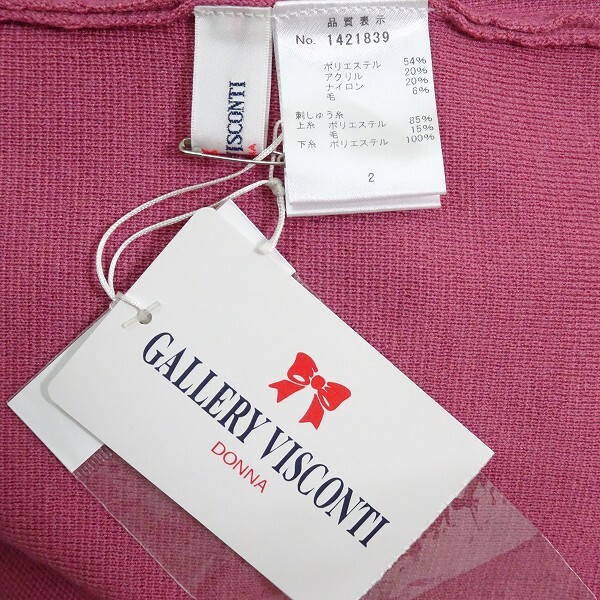 品質表示
No. 1421839
ポリエステル 54%
アクリル 20%
ナイロン 20%
毛 6%
刺しゅう糸
上糸 ポリエステル 85%
毛 15%
下糸 ポリエステル 100%
2
VISCONTI
GALLERY VISCONTI
DONNA